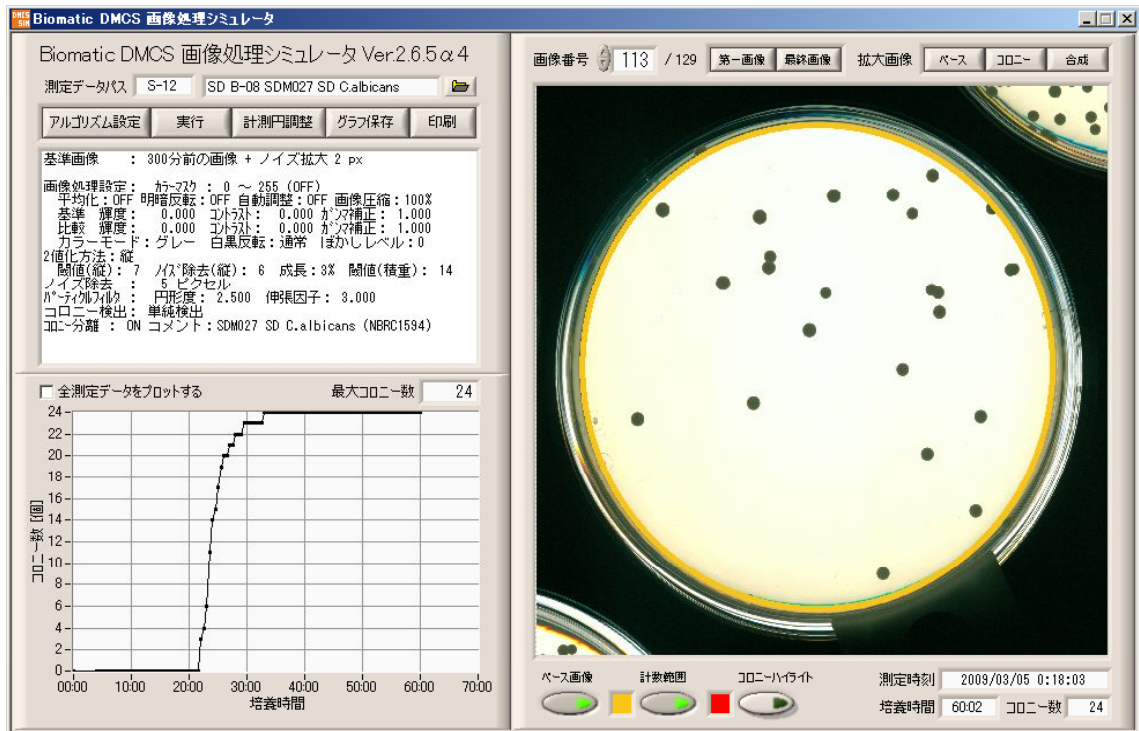 Biomatic DMCS 画像処理シミュレータ
Biomatic DMCS 画像処理シミュレータ Ver.2.6.5α4
測定データパス S-12 SD B-08 SDM027 SD C.albicans
アルゴリズム設定 実行 計測円調整 グラフ保存 印刷
基準画像 : 300分前の画像 + ノイズ拡大 2 px
画像処理設定: カラーマスク : 0 ～ 255 (OFF)
平均化:OFF 明暗反転:OFF 自動調整:OFF 画像圧縮:100%
基準 輝度: 0.000 コントラスト: 0.000 ガンマ補正: 1.000
比較 輝度: 0.000 コントラスト: 0.000 ガンマ補正: 1.000
カラーモード:グレー 白黒反転:通常 ぼかしレベル:0
2値化方法:縦
閾値(縦): 7 ノイズ除去(縦): 6 成長:3% 閾値(積重): 14
ノイズ除去 : 5 ピクセル
パーティクルフィルタ : 円形度: 2.500 伸張因子: 3.000
コロニー検出: 単純検出
コロニー分離 : ON コメント:SDM027 SD C.albicans (NBRC1594)
全測定データをプロットする 最大コロニー数 24
コロニー数 [個]
24
22
20
18
16
14
12
10
8
6
4
2
0
00:00 10:00 20:00 30:00 40:00 50:00 60:00 70:00
培養時間
画像番号 113 / 129 第一画像 最終画像 拡大画像 ベース コロニー 合成
ベース画像 計数範囲 コロニーハイライト
測定時刻 2009/03/05 0:18:03
培養時間 60:02 コロニー数 24